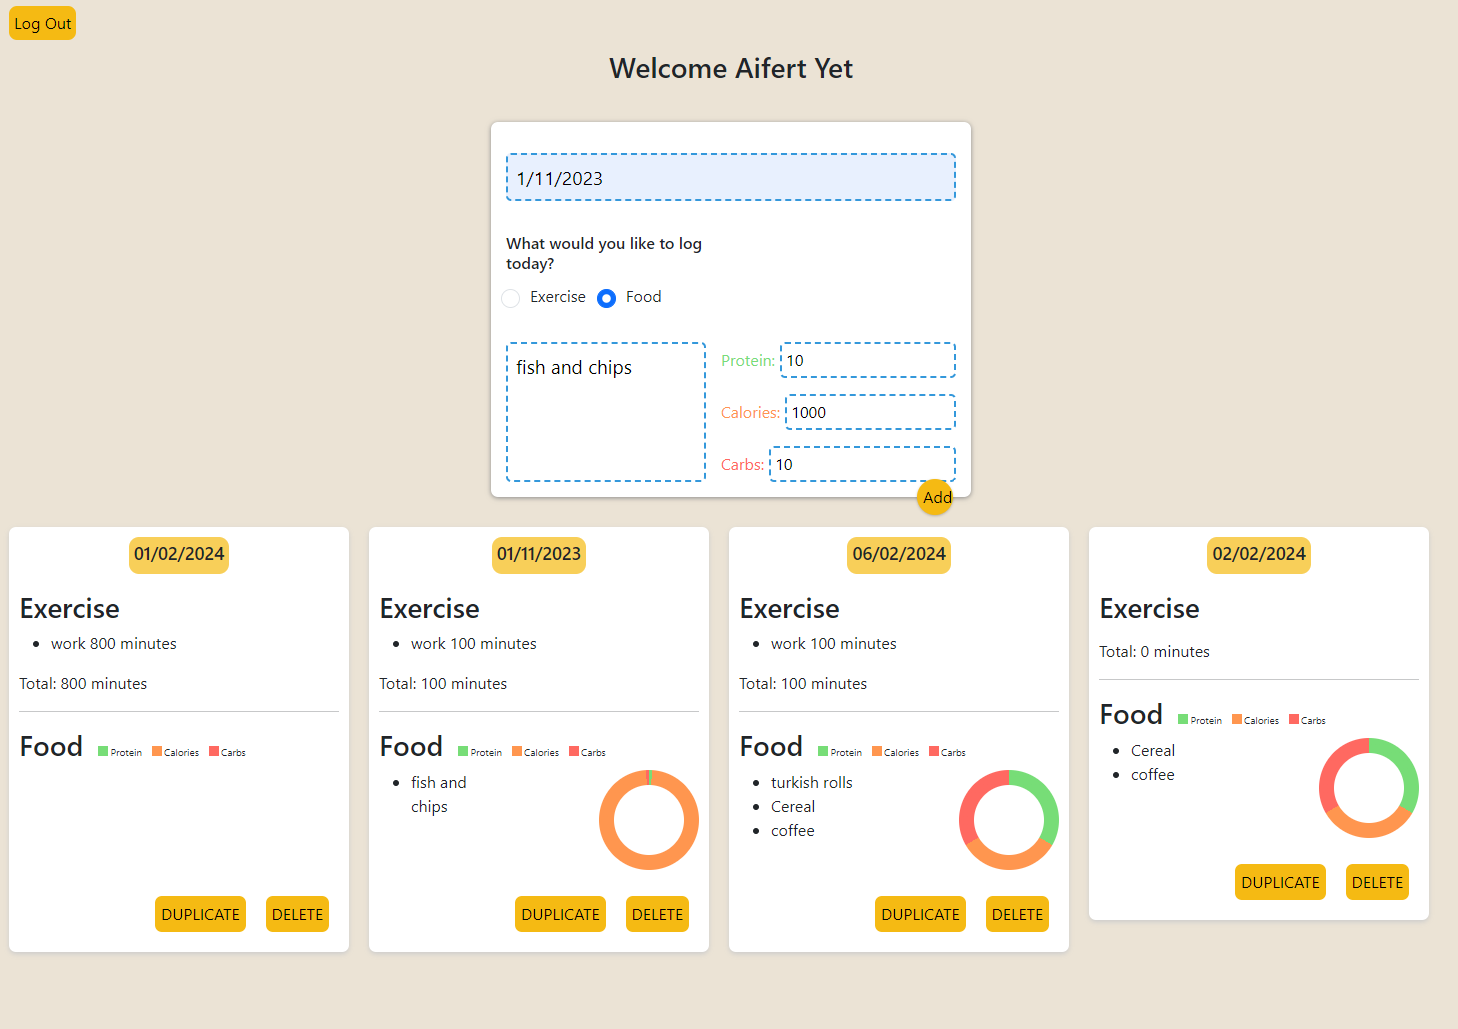 Log Out
Welcome Aifert Yet
1/11/2023
What would you like to log
today?
Exercise Food
fish and chips
Protein: 10
Calories: 1000
Carbs: 10
Add
01/02/2024
Exercise
work 800 minutes
Total: 800 minutes
Food Protein Calories Carbs
DUPLICATE DELETE
01/11/2023
Exercise
work 100 minutes
Total: 100 minutes
Food Protein Calories Carbs
fish and
chips
DUPLICATE DELETE
06/02/2024
Exercise
work 100 minutes
Total: 100 minutes
Food Protein Calories Carbs
turkish rolls
Cereal
coffee
DUPLICATE DELETE
02/02/2024
Exercise
Total: 0 minutes
Food Protein Calories Carbs
Cereal
coffee
DUPLICATE DELETE